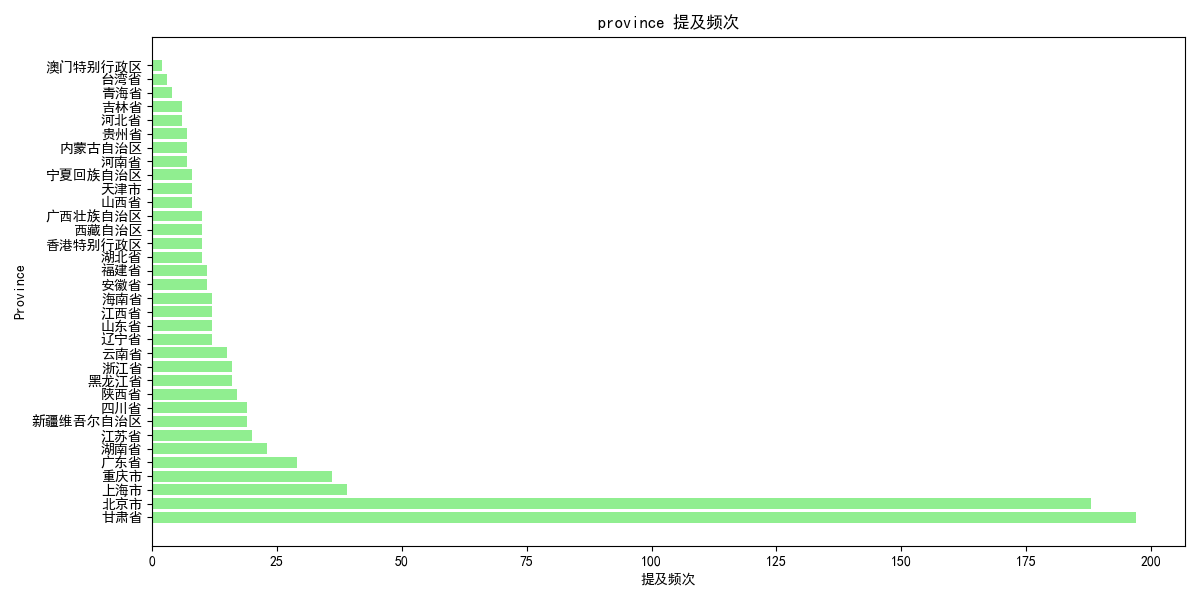 province 提及频次
澳门特别行政区
台湾省
青海省
吉林省
河北省
贵州省
内蒙古自治区
河南省
宁夏回族自治区
天津市
山西省
广西壮族自治区
西藏自治区
香港特别行政区
湖北省
福建省
安徽省
海南省
江西省
山东省
辽宁省
云南省
浙江省
黑龙江省
陕西省
四川省
新疆维吾尔自治区
江苏省
湖南省
广东省
重庆市
上海市
北京市
甘肃省
Province
0 25 50 75 100 125 150 175 200
提及频次